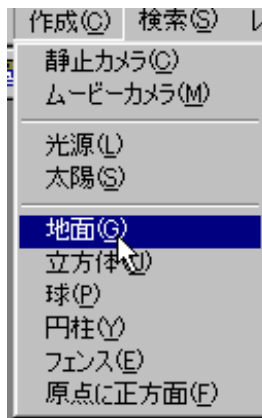 作成(C) 検索(S) レ
静止カメラ(C)
ムービーカメラ(M)
光源(L)
太陽(S)
地面(G)
立方体(U)
球(P)
円柱(Y)
フェンス(E)
原点に正方面(F)